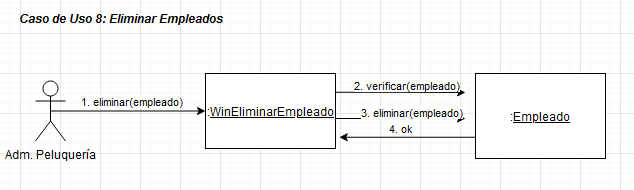 Caso de Uso 8: Eliminar Empleados
1. eliminar(empleado)
:WinEliminarEmpleado
2. verificar(empleado)
3. eliminar(empleado)
4. ok
:Empleado
Adm. Peluquería